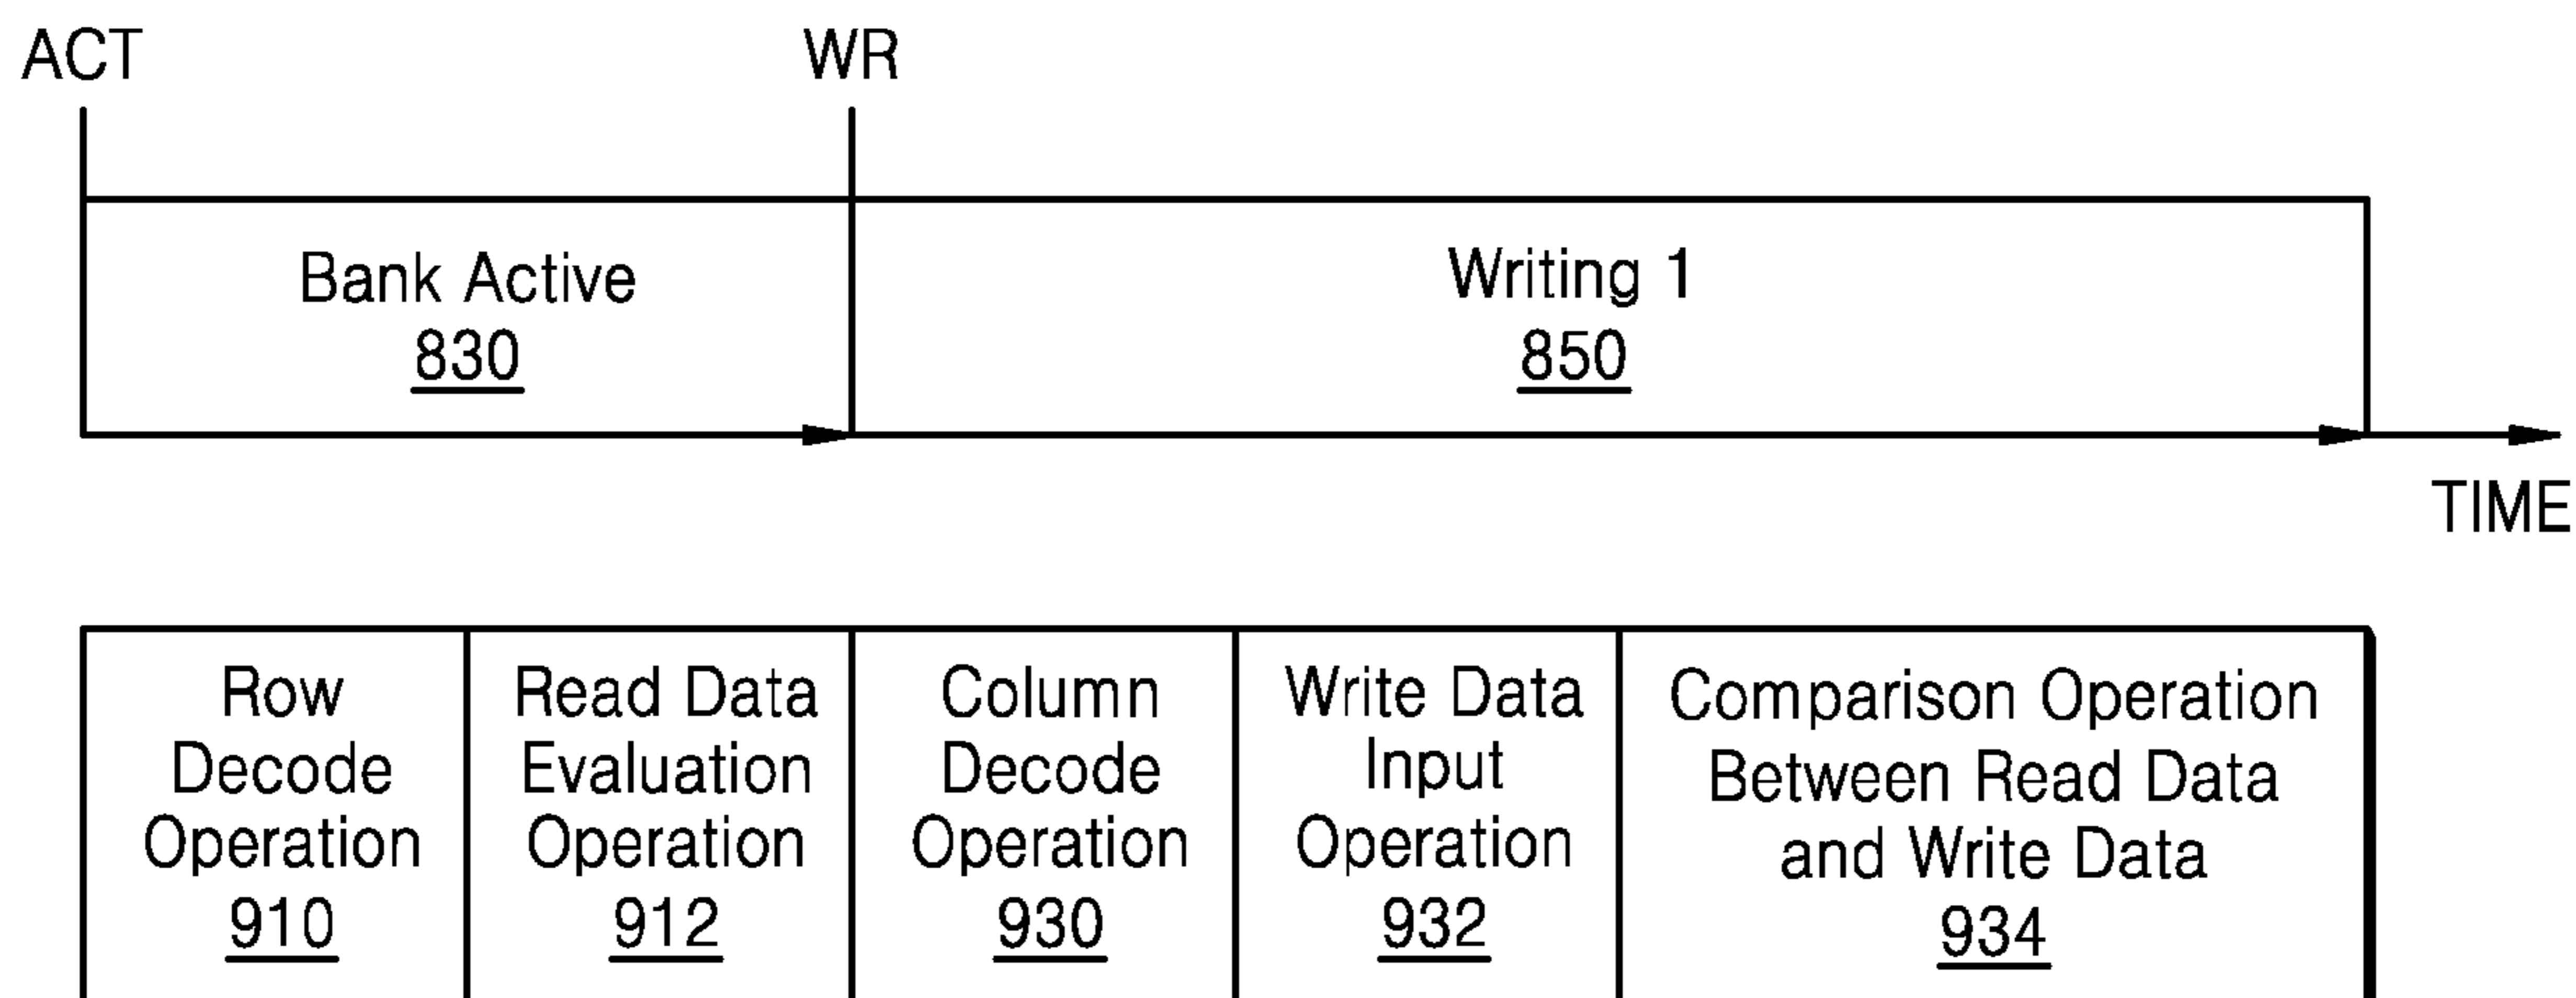 ACT
WR
Bank Active
830
Writing 1
850
TIME
Row
Decode
Operation
910
Read Data
Evaluation
Operation
912
Column
Decode
Operation
930
Write Data
Input
Operation
932
Comparison Operation
Between Read Data
and Write Data
934